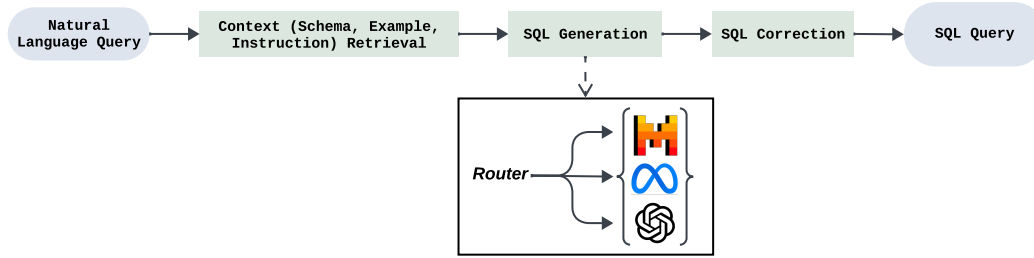 Natural
Language Query
Context (Schema, Example,
Instruction) Retrieval
SQL Generation
SQL Correction
SQL Query
Router